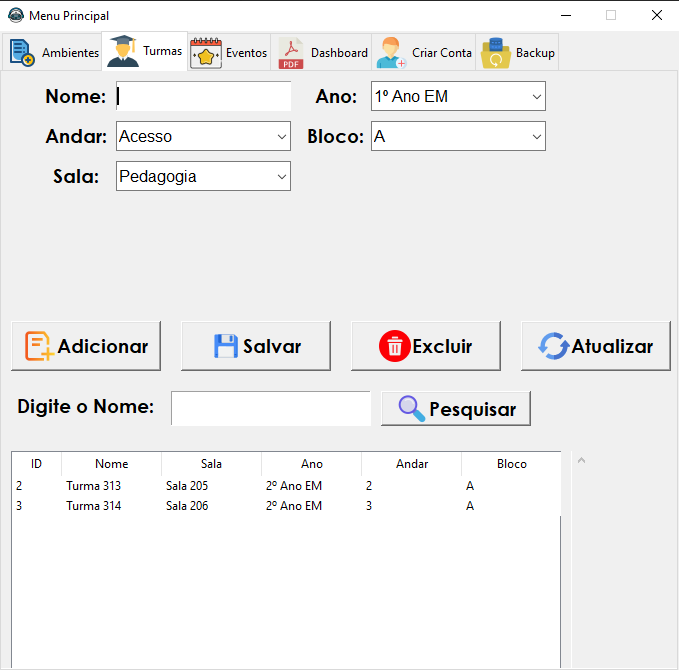 Menu Principal
Ambientes Turmas Eventos PDF Dashboard Criar Conta Backup
Nome: Ano: 1º Ano EM
Andar: Acesso Bloco: A
Sala: Pedagogia
Adicionar Salvar Excluir Atualizar
Digite o Nome: Pesquisar
ID Nome Sala Ano Andar Bloco
2 Turma 313 Sala 205 2º Ano EM 2 A
3 Turma 314 Sala 206 2º Ano EM 3 A